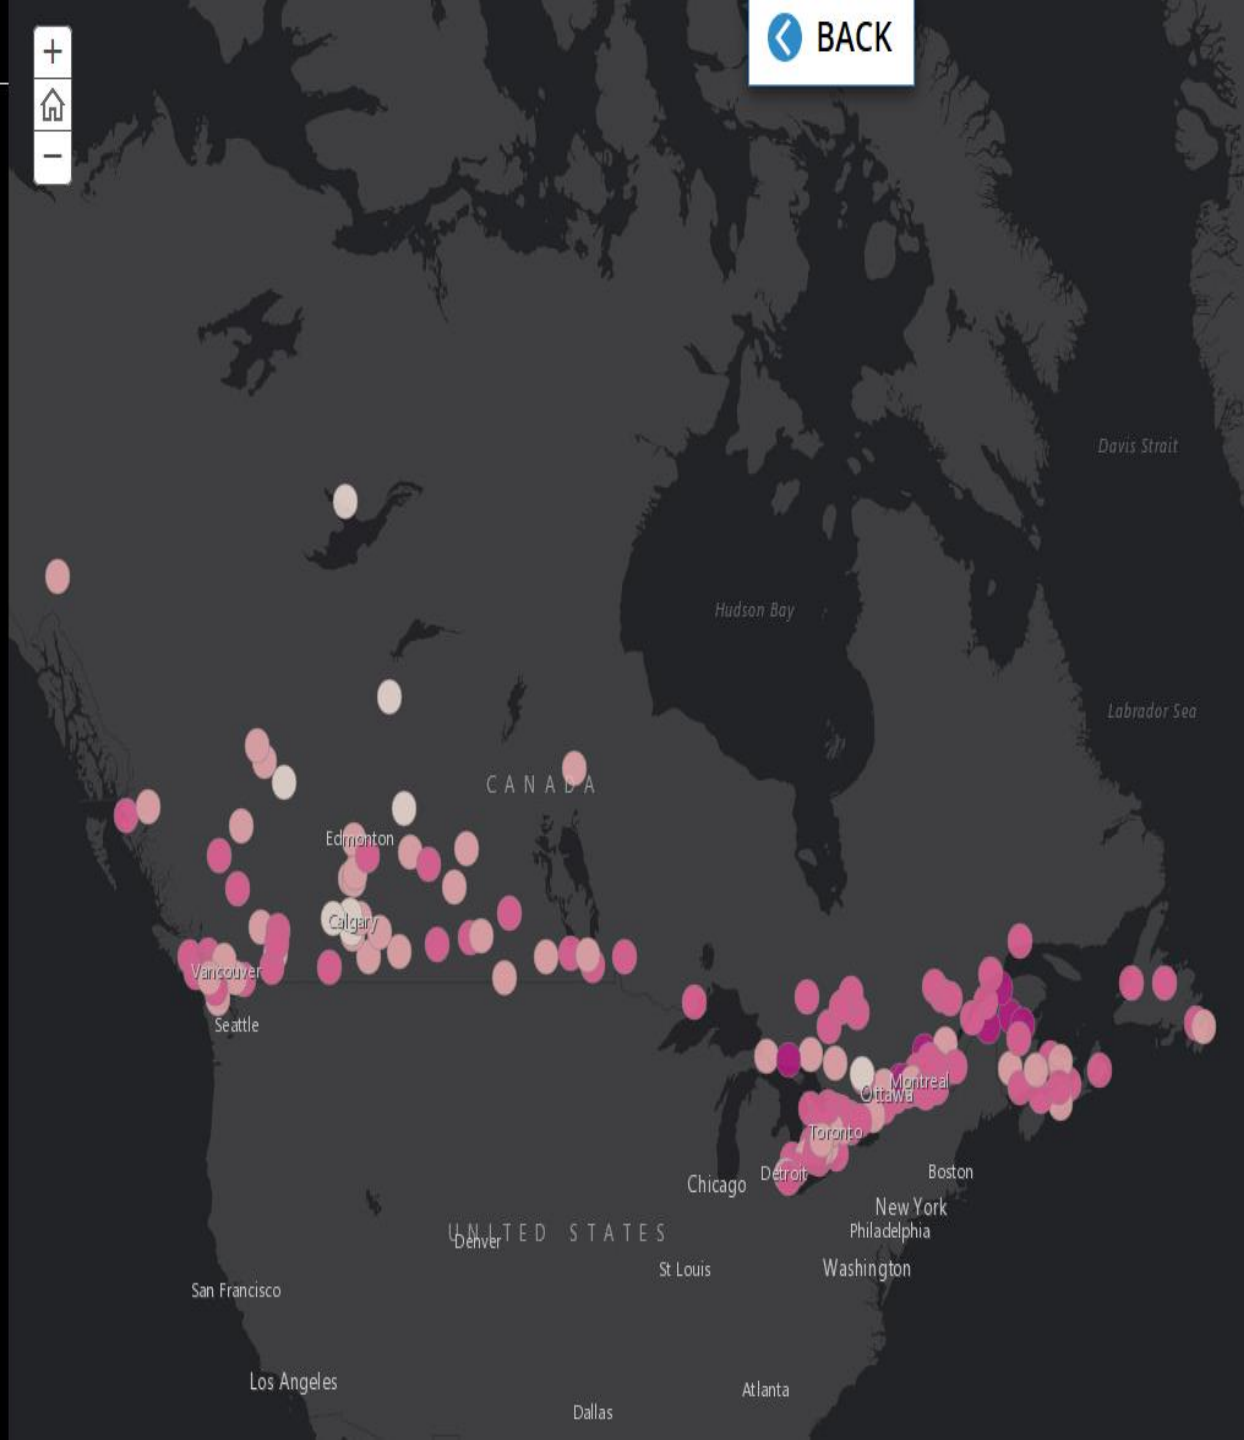 BACK
+
−
Davis Strait
Hudson Bay
Labrador Sea
CANADA
Edmonton
Calgary
Vancouver
Seattle
Montreal
Ottawa
Toronto
Detroit
Boston
Chicago
New York
Philadelphia
UNITED STATES
Denver
St Louis
Washington
San Francisco
Los Angeles
Atlanta
Dallas